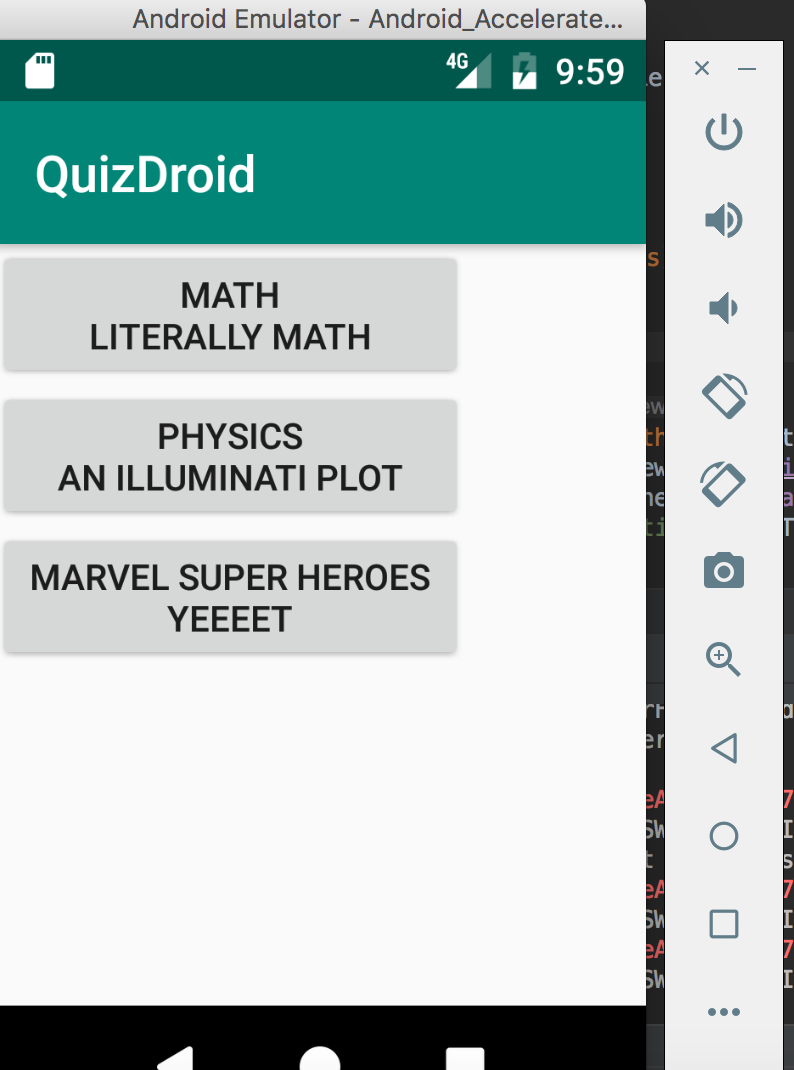 Android Emulator - Android_Accelerate...
4G 9:59
QuizDroid
MATH
LITERALLY MATH
PHYSICS
AN ILLUMINATI PLOT
MARVEL SUPER HEROES
YEEEET